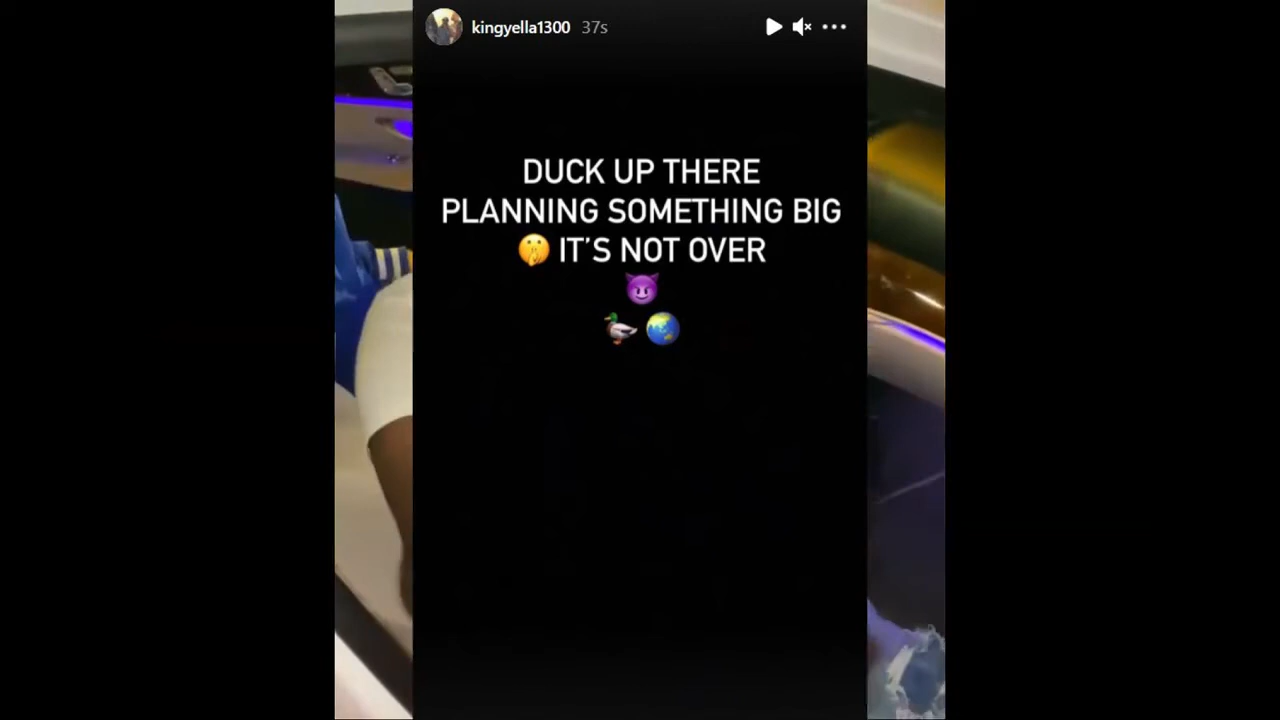 kingyella1300 37s
DUCK UP THERE
PLANNING SOMETHING BIG
🤫 IT'S NOT OVER
😈
🦆 🌏